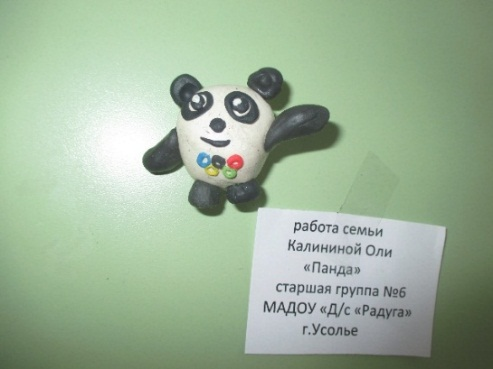 работа семьи
Калининой Оли
«Панда»
старшая группа №6
МАДОУ «Д/с «Радуга»
г.Усолье